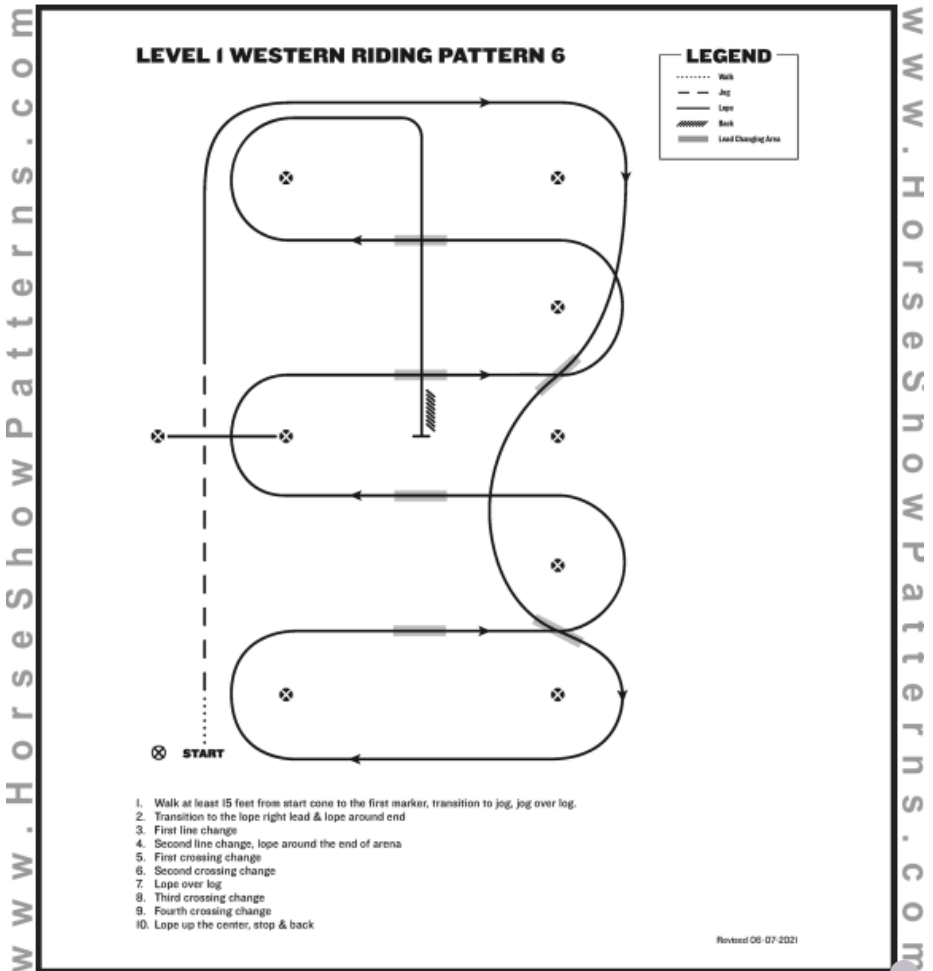 LEVEL 1 WESTERN RIDING PATTERN 6
LEGEND
Walk
Jog
Lope
Back
Lead Changing Area
START
1. Walk at least 15 feet from start cone to the first marker, transition to jog, jog over log.
2. Transition to the lope right lead & lope around end
3. First line change
4. Second line change, lope around the end of arena
5. First crossing change
6. Second crossing change
7. Lope over log
8. Third crossing change
9. Fourth crossing change
10. Lope up the center, stop & back
Revised 06-07-2021
www.HorseShowPatterns.com
www.HorseShowPatterns.com